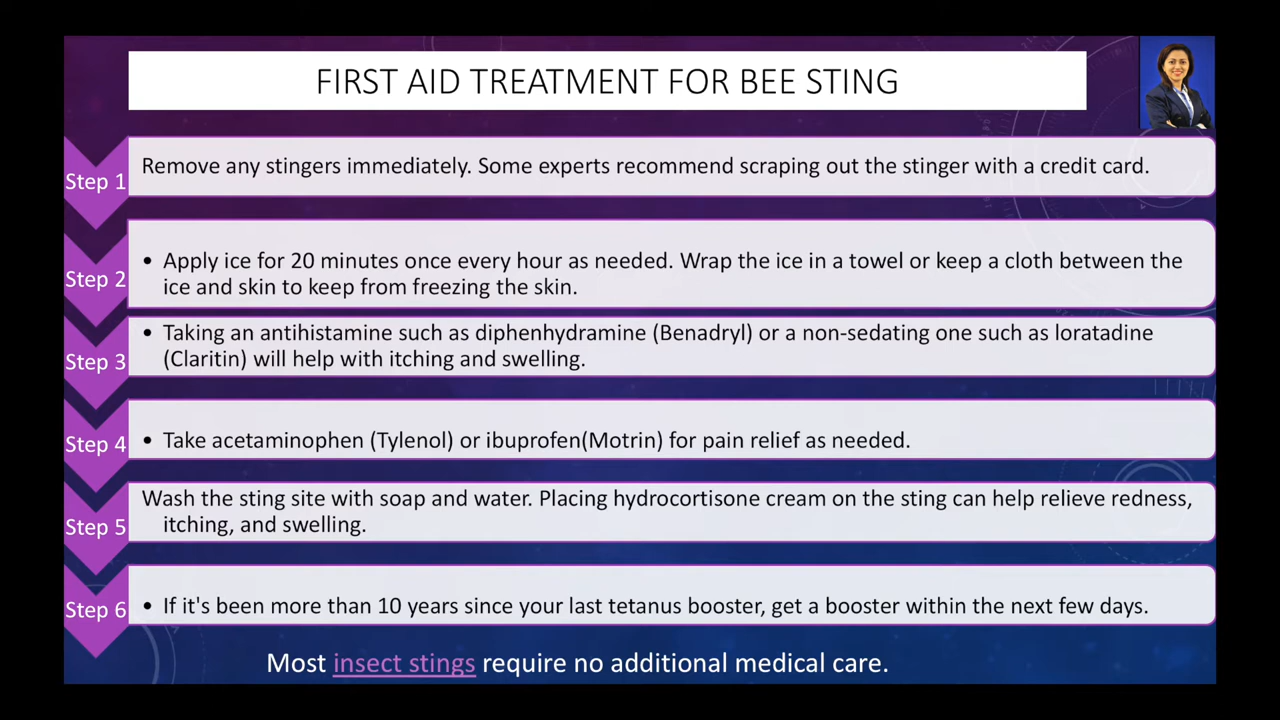 FIRST AID TREATMENT FOR BEE STING
Step 1
Remove any stingers immediately. Some experts recommend scraping out the stinger with a credit card.
Step 2
• Apply ice for 20 minutes once every hour as needed. Wrap the ice in a towel or keep a cloth between the
ice and skin to keep from freezing the skin.
Step 3
• Taking an antihistamine such as diphenhydramine (Benadryl) or a non-sedating one such as loratadine
(Claritin) will help with itching and swelling.
Step 4
• Take acetaminophen (Tylenol) or ibuprofen(Motrin) for pain relief as needed.
Step 5
Wash the sting site with soap and water. Placing hydrocortisone cream on the sting can help relieve redness,
itching, and swelling.
Step 6
• If it's been more than 10 years since your last tetanus booster, get a booster within the next few days.
Most insect stings require no additional medical care.